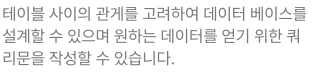 테이블 사이의 관게를 고려하여 데이터 베이스를
설계할 수 있으며 원하는 데이터를 얻기 위한 쿼
리문을 작성할 수 있습니다.